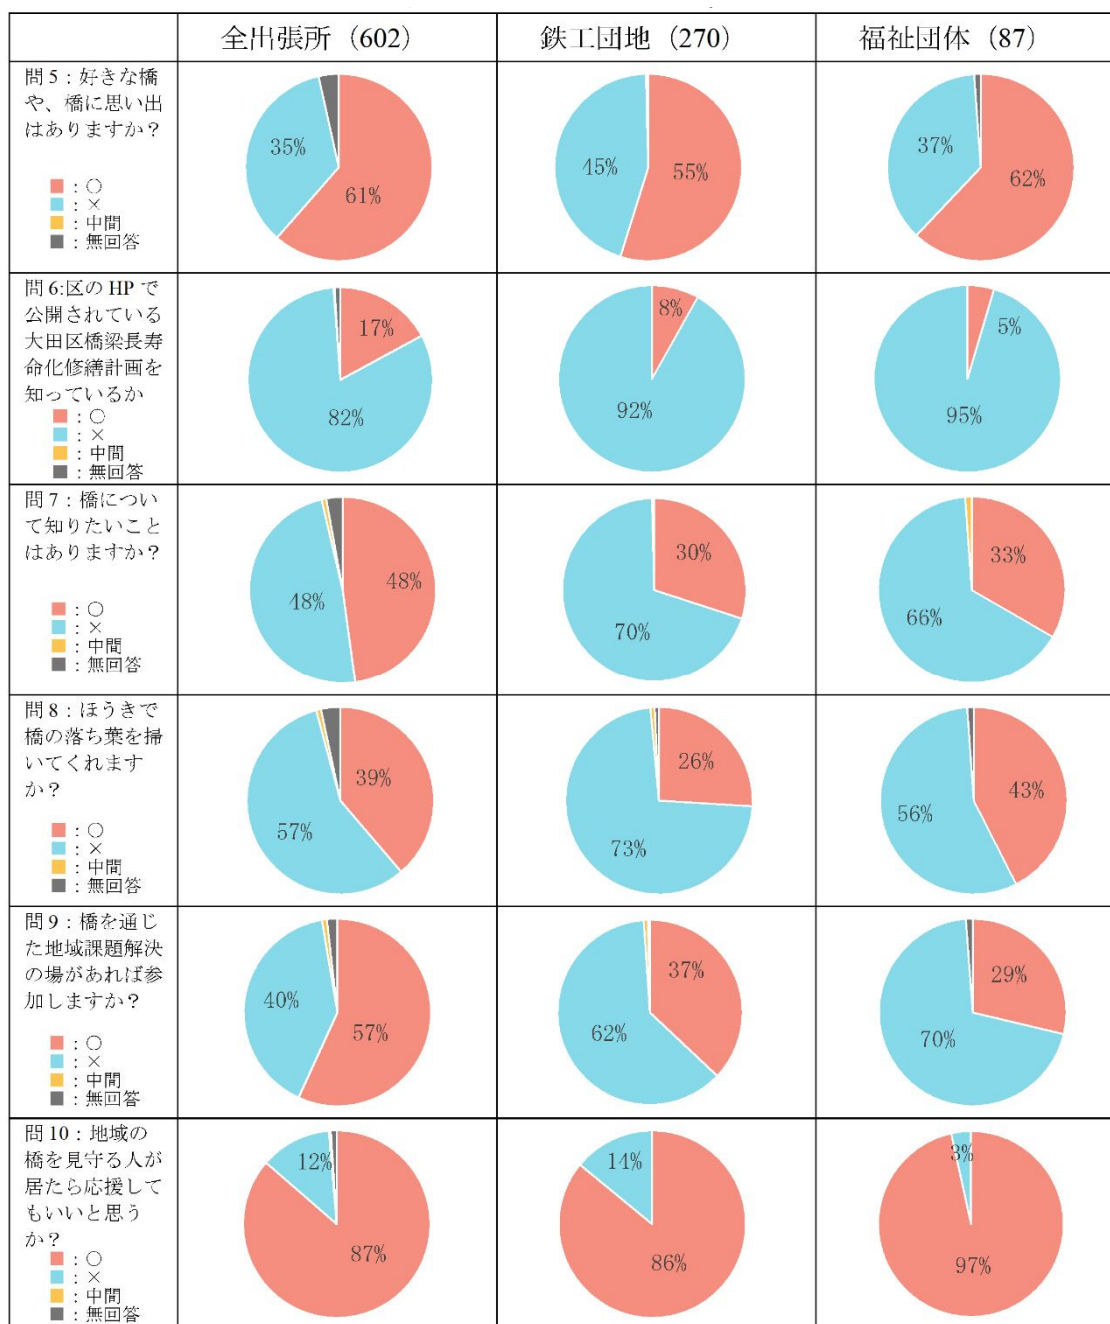 全出張所（602）
鉄工団地（270）
福祉団体（87）
問5：好きな橋
や、橋に思い出
はありますか？
：○
：×
：中間
：無回答
35%
61%
45%
55%
37%
62%
問6:区の HP で
公開されている
大田区橋梁長寿
命化修繕計画を
知っているか
：○
：×
：中間
：無回答
17%
82%
8%
92%
5%
95%
問7：橋につい
て知りたいこと
はありますか？
：○
：×
：中間
：無回答
48%
48%
30%
70%
33%
66%
問8：ほうきで
橋の落ち葉を掃
いてくれます
か？
：○
：×
：中間
：無回答
39%
57%
26%
73%
43%
56%
問9：橋を通じ
た地域課題解決
の場があれば参
加しますか？
：○
：×
：中間
：無回答
40%
57%
37%
62%
29%
70%
問10：地域の
橋を見守る人が
居たら応援して
もいいと思う
か？
：○
：×
：中間
：無回答
12%
87%
14%
86%
3%
97%